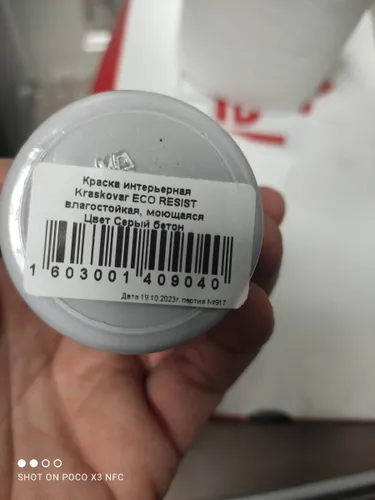 Краска интерьерная
Kraskovar ECO RESIST
влагостойкая, моющаяся
Цвет Серый бетон
1 603001 409040
Дата 19.10.2023г. партия №917
SHOT ON POCO X3 NFC